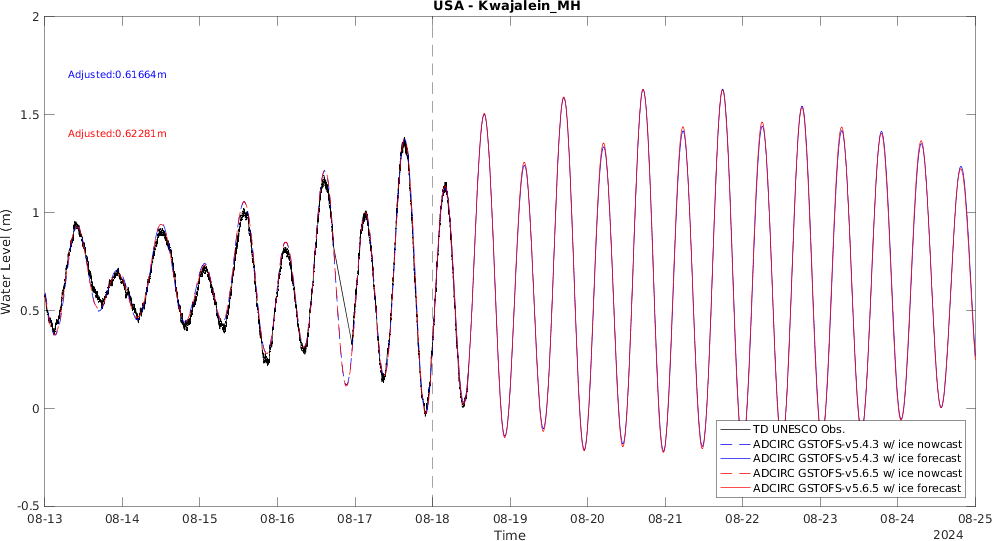 USA - Kwajalein_MH
2
Adjusted:0.61664m
1.5
Adjusted:0.62281m
1
Water Level (m)
0.5
0
TD UNESCO Obs.
ADCIRC GSTOFS-v5.4.3 w/ ice nowcast
ADCIRC GSTOFS-v5.4.3 w/ ice forecast
ADCIRC GSTOFS-v5.6.5 w/ ice nowcast
ADCIRC GSTOFS-v5.6.5 w/ ice forecast
-0.5
08-13 08-14 08-15 08-16 08-17 08-18 08-19 08-20 08-21 08-22 08-23 08-24 08-25
Time 2024